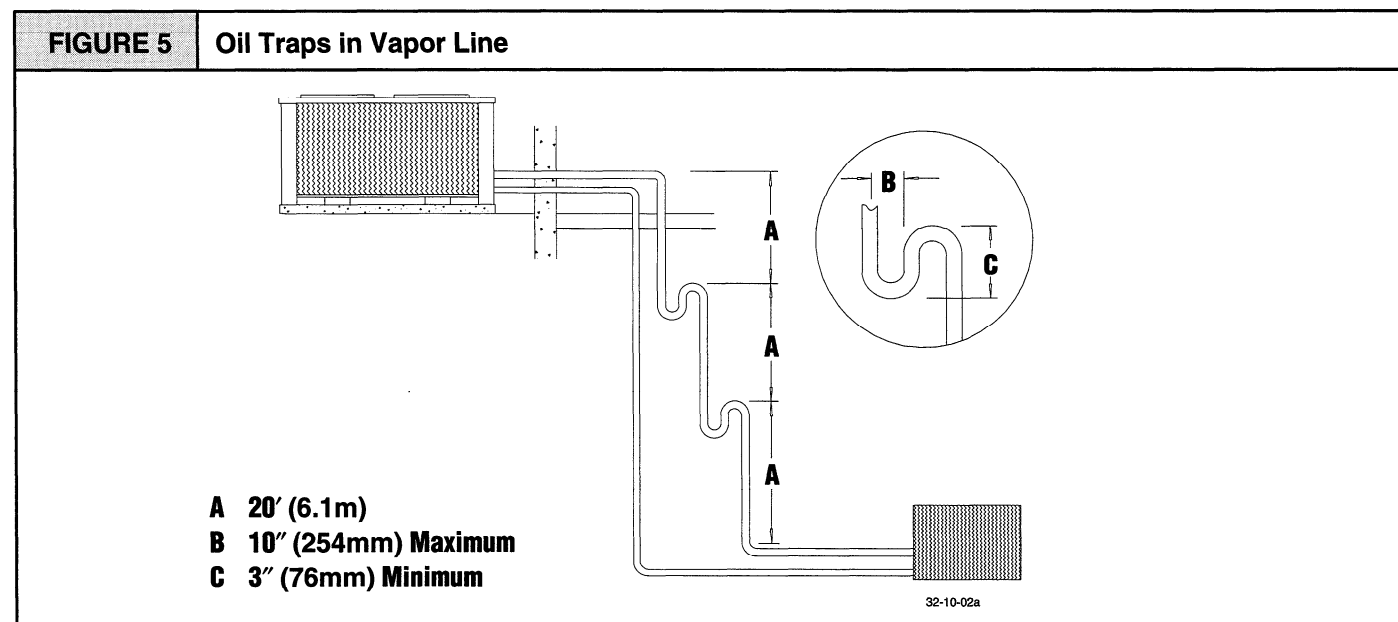 FIGURE 5 Oil Traps in Vapor Line
B
A
C
A
A
A 20′ (6.1m)
B 10″ (254mm) Maximum
C 3″ (76mm) Minimum
32-10-02a